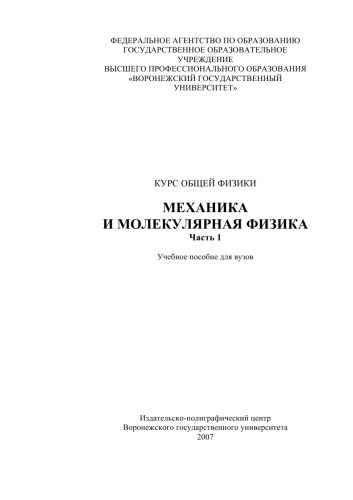 ФЕДЕРАЛЬНОЕ АГЕНТСТВО ПО ОБРАЗОВАНИЮ
ГОСУДАРСТВЕННОЕ ОБРАЗОВАТЕЛЬНОЕ
УЧРЕЖДЕНИЕ
ВЫСШЕГО ПРОФЕССИОНАЛЬНОГО ОБРАЗОВАНИЯ
«ВОРОНЕЖСКИЙ ГОСУДАРСТВЕННЫЙ
УНИВЕРСИТЕТ»
КУРС ОБЩЕЙ ФИЗИКИ
МЕХАНИКА
И МОЛЕКУЛЯРНАЯ ФИЗИКА
Часть 1
Учебное пособие для вузов
Издательско-полиграфический центр
Воронежского государственного университета
2007